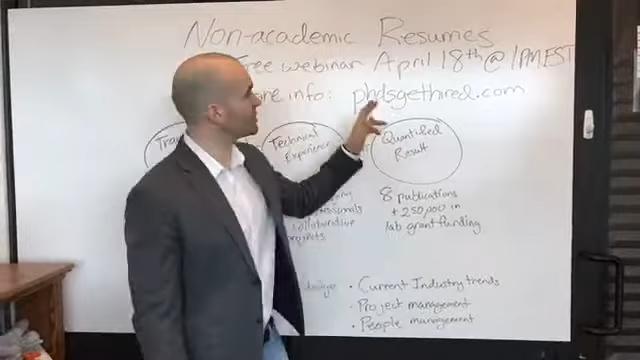 Non-academic Resumes
Free webinar April 18th @ 1PM EST
info: phdsgethired.com
Technical
Experience
Quantified
Result
8 publications
+250,000 in
collaborative
lab grant funding
projects
• Current Industry trends
• Project management
• People management